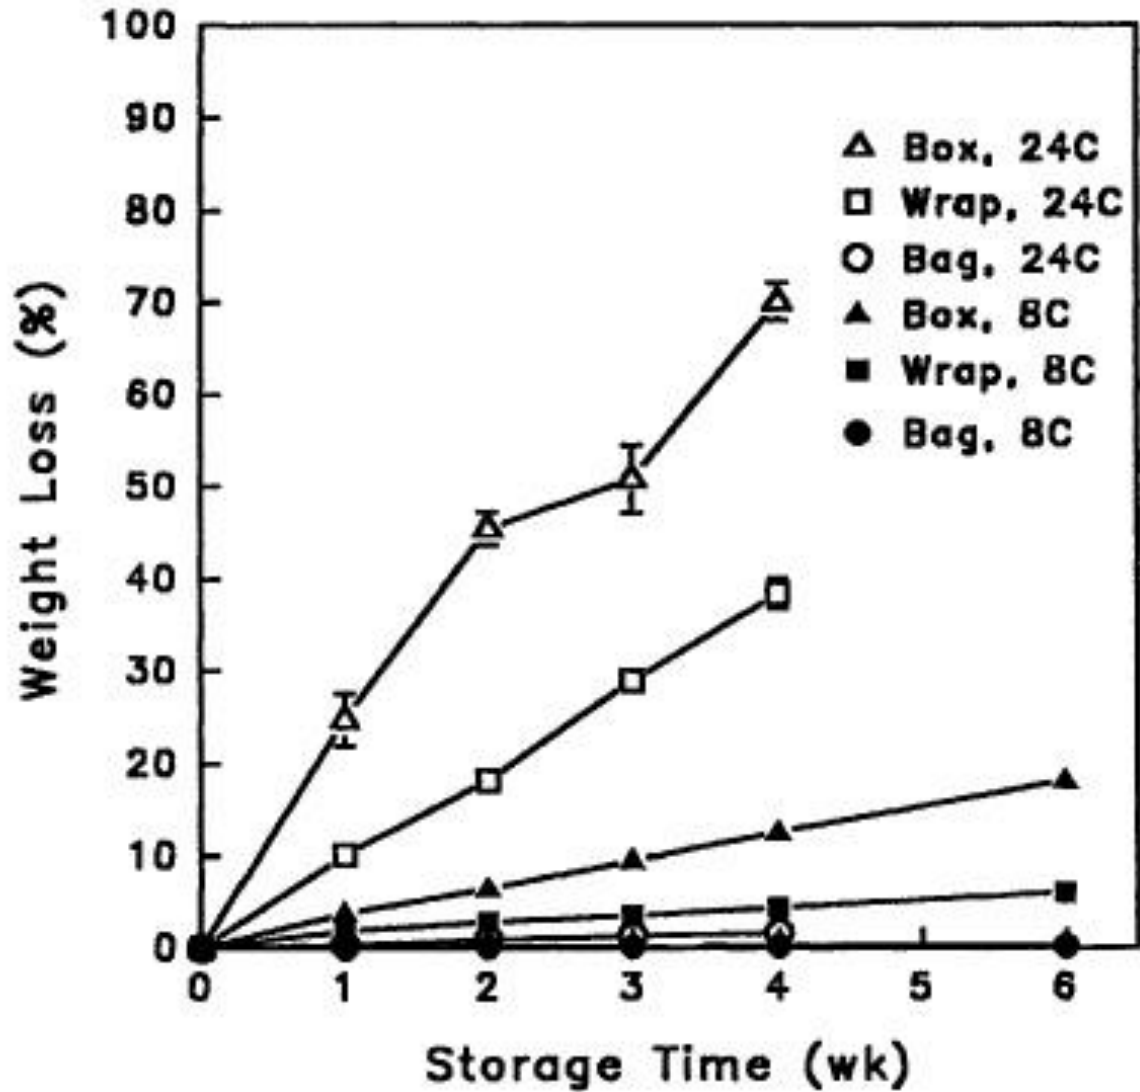 100
90
80
70
60
50
40
30
20
10
0
Weight Loss (%)
Box, 24C
Wrap, 24C
Bag, 24C
Box, 8C
Wrap, 8C
Bag, 8C
0 1 2 3 4 5 6
Storage Time (wk)